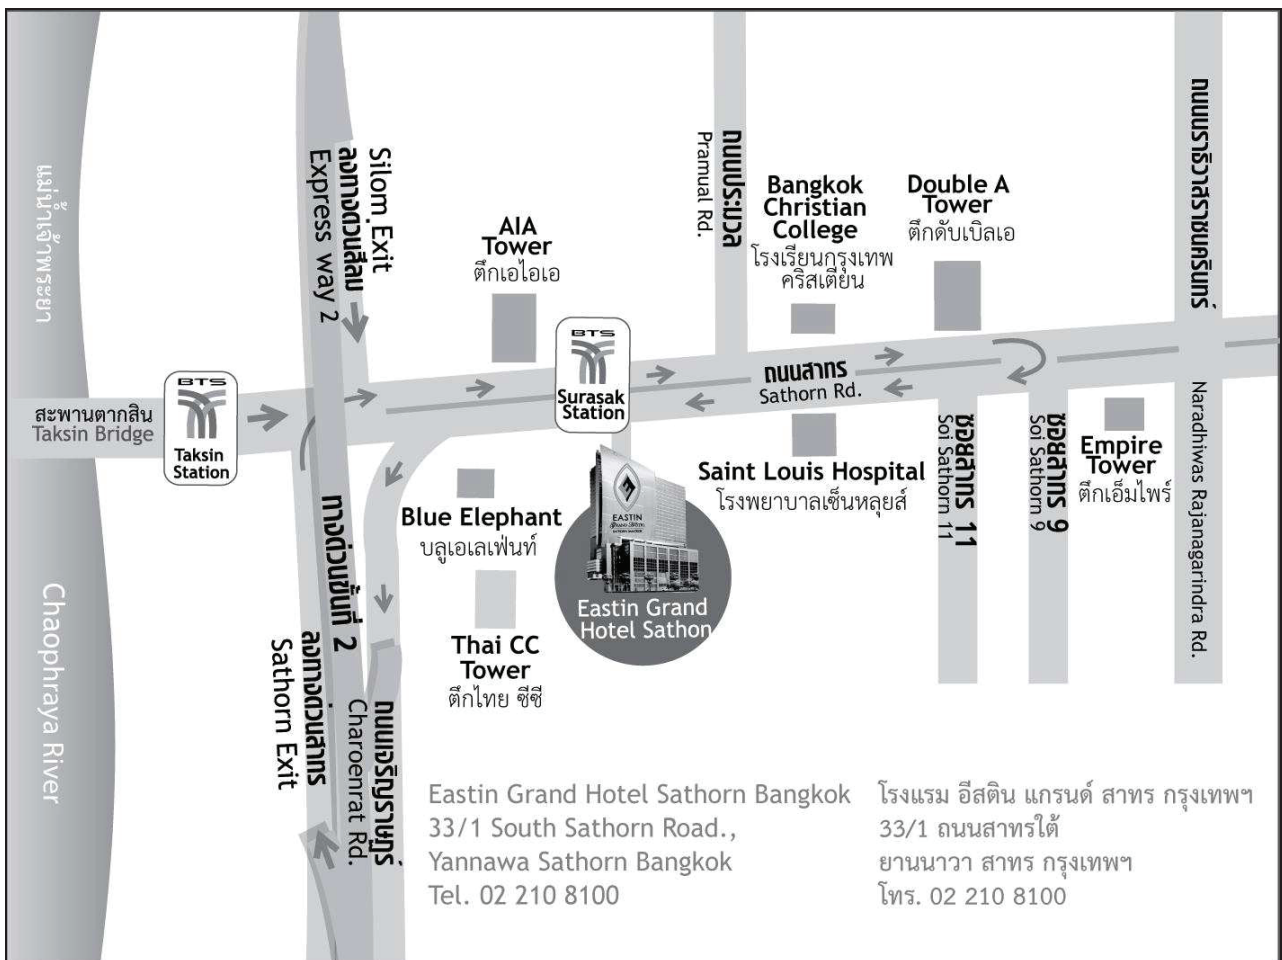 แม่น้ำเจ้าพระยา
Chaophraya River
สะพานตากสิน
Taksin Bridge
BTS
Taksin
Station
Silom Exit
ลงทางด่วนสีลม
Express way 2
ทางด่วนขั้นที่ 2
ลงทางด่วนสาทร
Sathorn Exit
ถนนเจริญราษฎร์
Charoenrat Rd.
AIA
Tower
ตึกเอไอเอ
BTS
Surasak
Station
Blue Elephant
บลูเอเลเฟ่นท์
Thai CC
Tower
ตึกไทย ซีซี
EASTIN
Eastin Grand
Hotel Sathon
ถนนประมวล
Pramual Rd.
Bangkok
Christian
College
โรงเรียนกรุงเทพ
คริสเตียน
Double A
Tower
ตึกดับเบิลเอ
ถนนสาทร
Sathorn Rd.
Saint Louis Hospital
โรงพยาบาลเซ็นหลุยส์
ซอยสาทร 11
Soi Sathorn 11
ซอยสาทร 9
Soi Sathorn 9
Empire
Tower
ตึกเอ็มไพร์
ถนนนราธิวาสราชนครินทร์
Naradhiwas Rajanagarindra Rd.
Eastin Grand Hotel Sathorn Bangkok
33/1 South Sathorn Road.,
Yannawa Sathorn Bangkok
Tel. 02 210 8100
โรงแรม อีสติน แกรนด์ สาทร กรุงเทพฯ
33/1 ถนนสาทรใต้
ยานนาวา สาทร กรุงเทพฯ
โทร. 02 210 8100